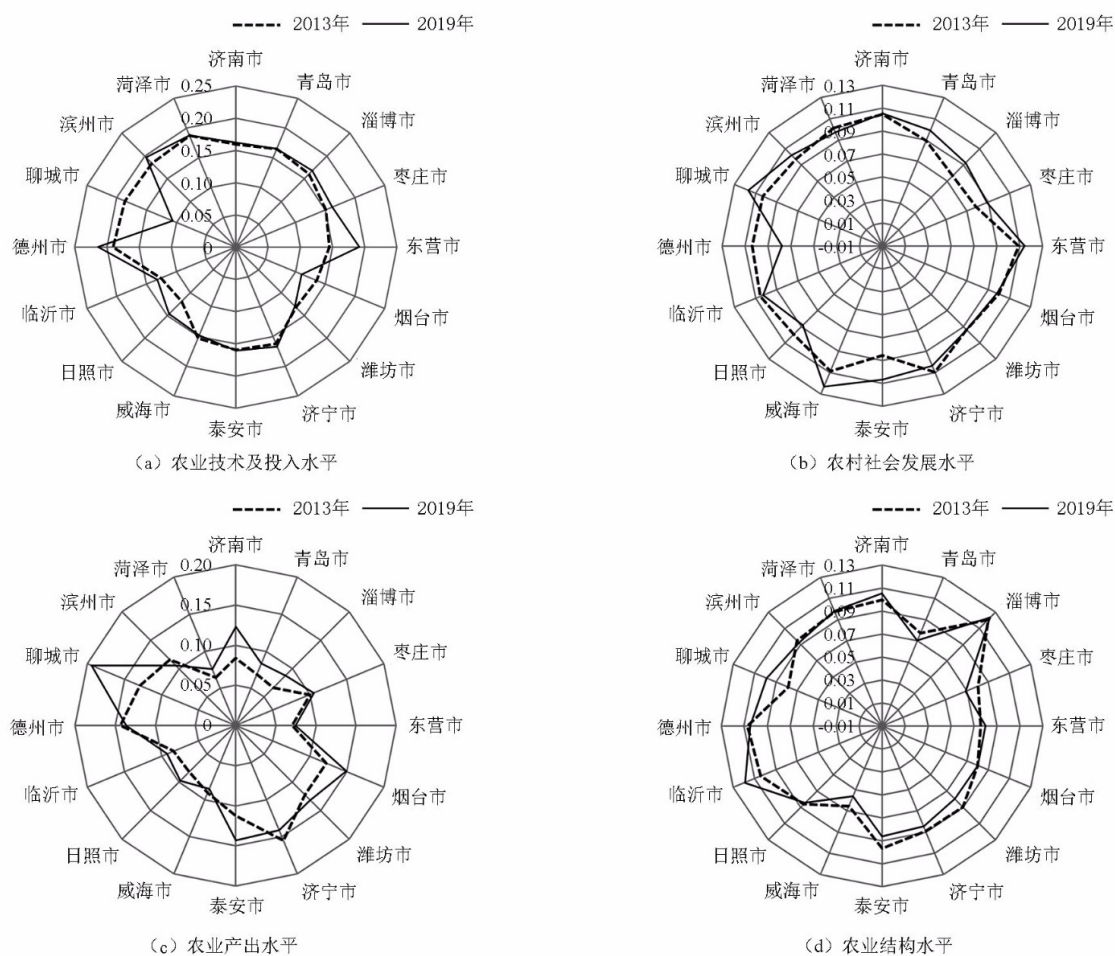 2013年 2019年
济南市
青岛市
淄博市
枣庄市
东营市
烟台市
潍坊市
济宁市
泰安市
威海市
日照市
临沂市
德州市
聊城市
滨州市
菏泽市
0.25
0.20
0.15
0.10
0.05
0
(a) 农业技术及投入水平
2013年 2019年
济南市
青岛市
淄博市
枣庄市
东营市
烟台市
潍坊市
济宁市
泰安市
威海市
日照市
临沂市
德州市
聊城市
滨州市
菏泽市
0.13
0.11
0.09
0.07
0.05
0.03
0.01
-0.01
(b) 农村社会发展水平
2013年 2019年
济南市
青岛市
淄博市
枣庄市
东营市
烟台市
潍坊市
济宁市
泰安市
威海市
日照市
临沂市
德州市
聊城市
滨州市
菏泽市
0.20
0.15
0.10
0.05
0
(c) 农业产出水平
2013年 2019年
济南市
青岛市
淄博市
枣庄市
东营市
烟台市
潍坊市
济宁市
泰安市
威海市
日照市
临沂市
德州市
聊城市
滨州市
菏泽市
0.13
0.11
0.09
0.07
0.05
0.03
0.01
-0.01
(d) 农业结构水平